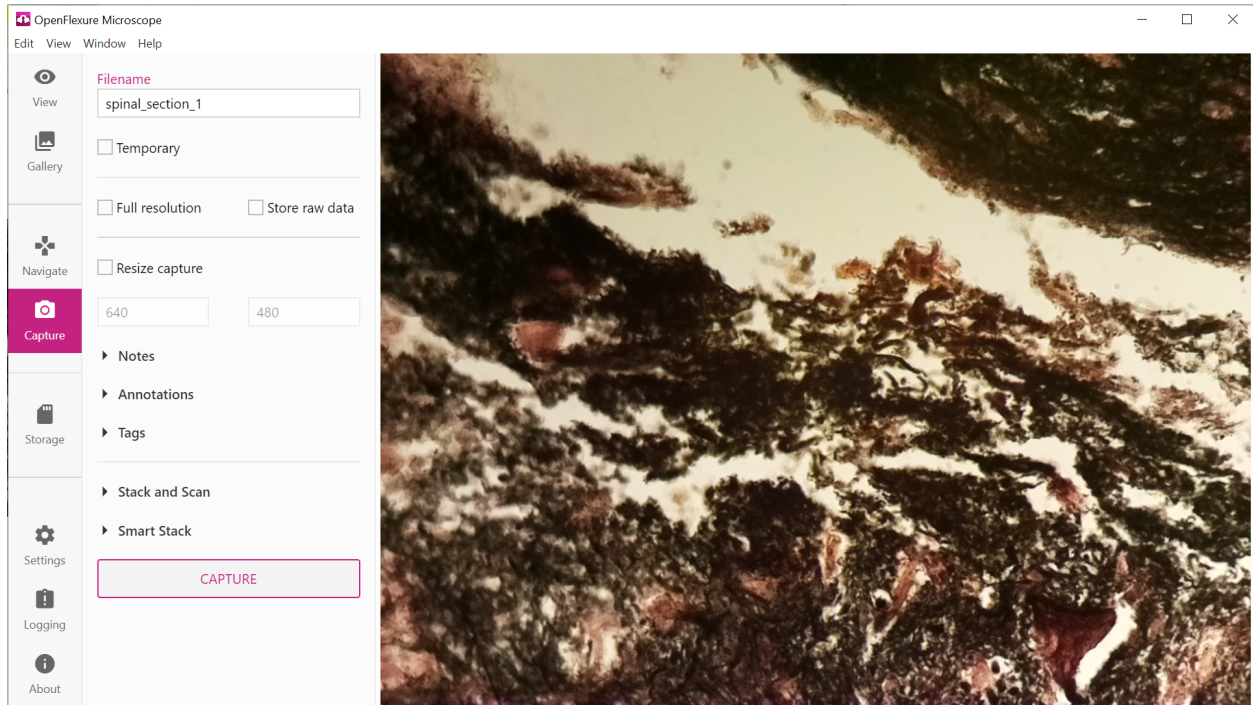 OpenFlexure Microscope
Edit View Window Help
View
Gallery
Navigate
Capture
Storage
Settings
Logging
About
Filename
spinal_section_1
Temporary
Full resolution Store raw data
Resize capture
640 480
Notes
Annotations
Tags
Stack and Scan
Smart Stack
CAPTURE